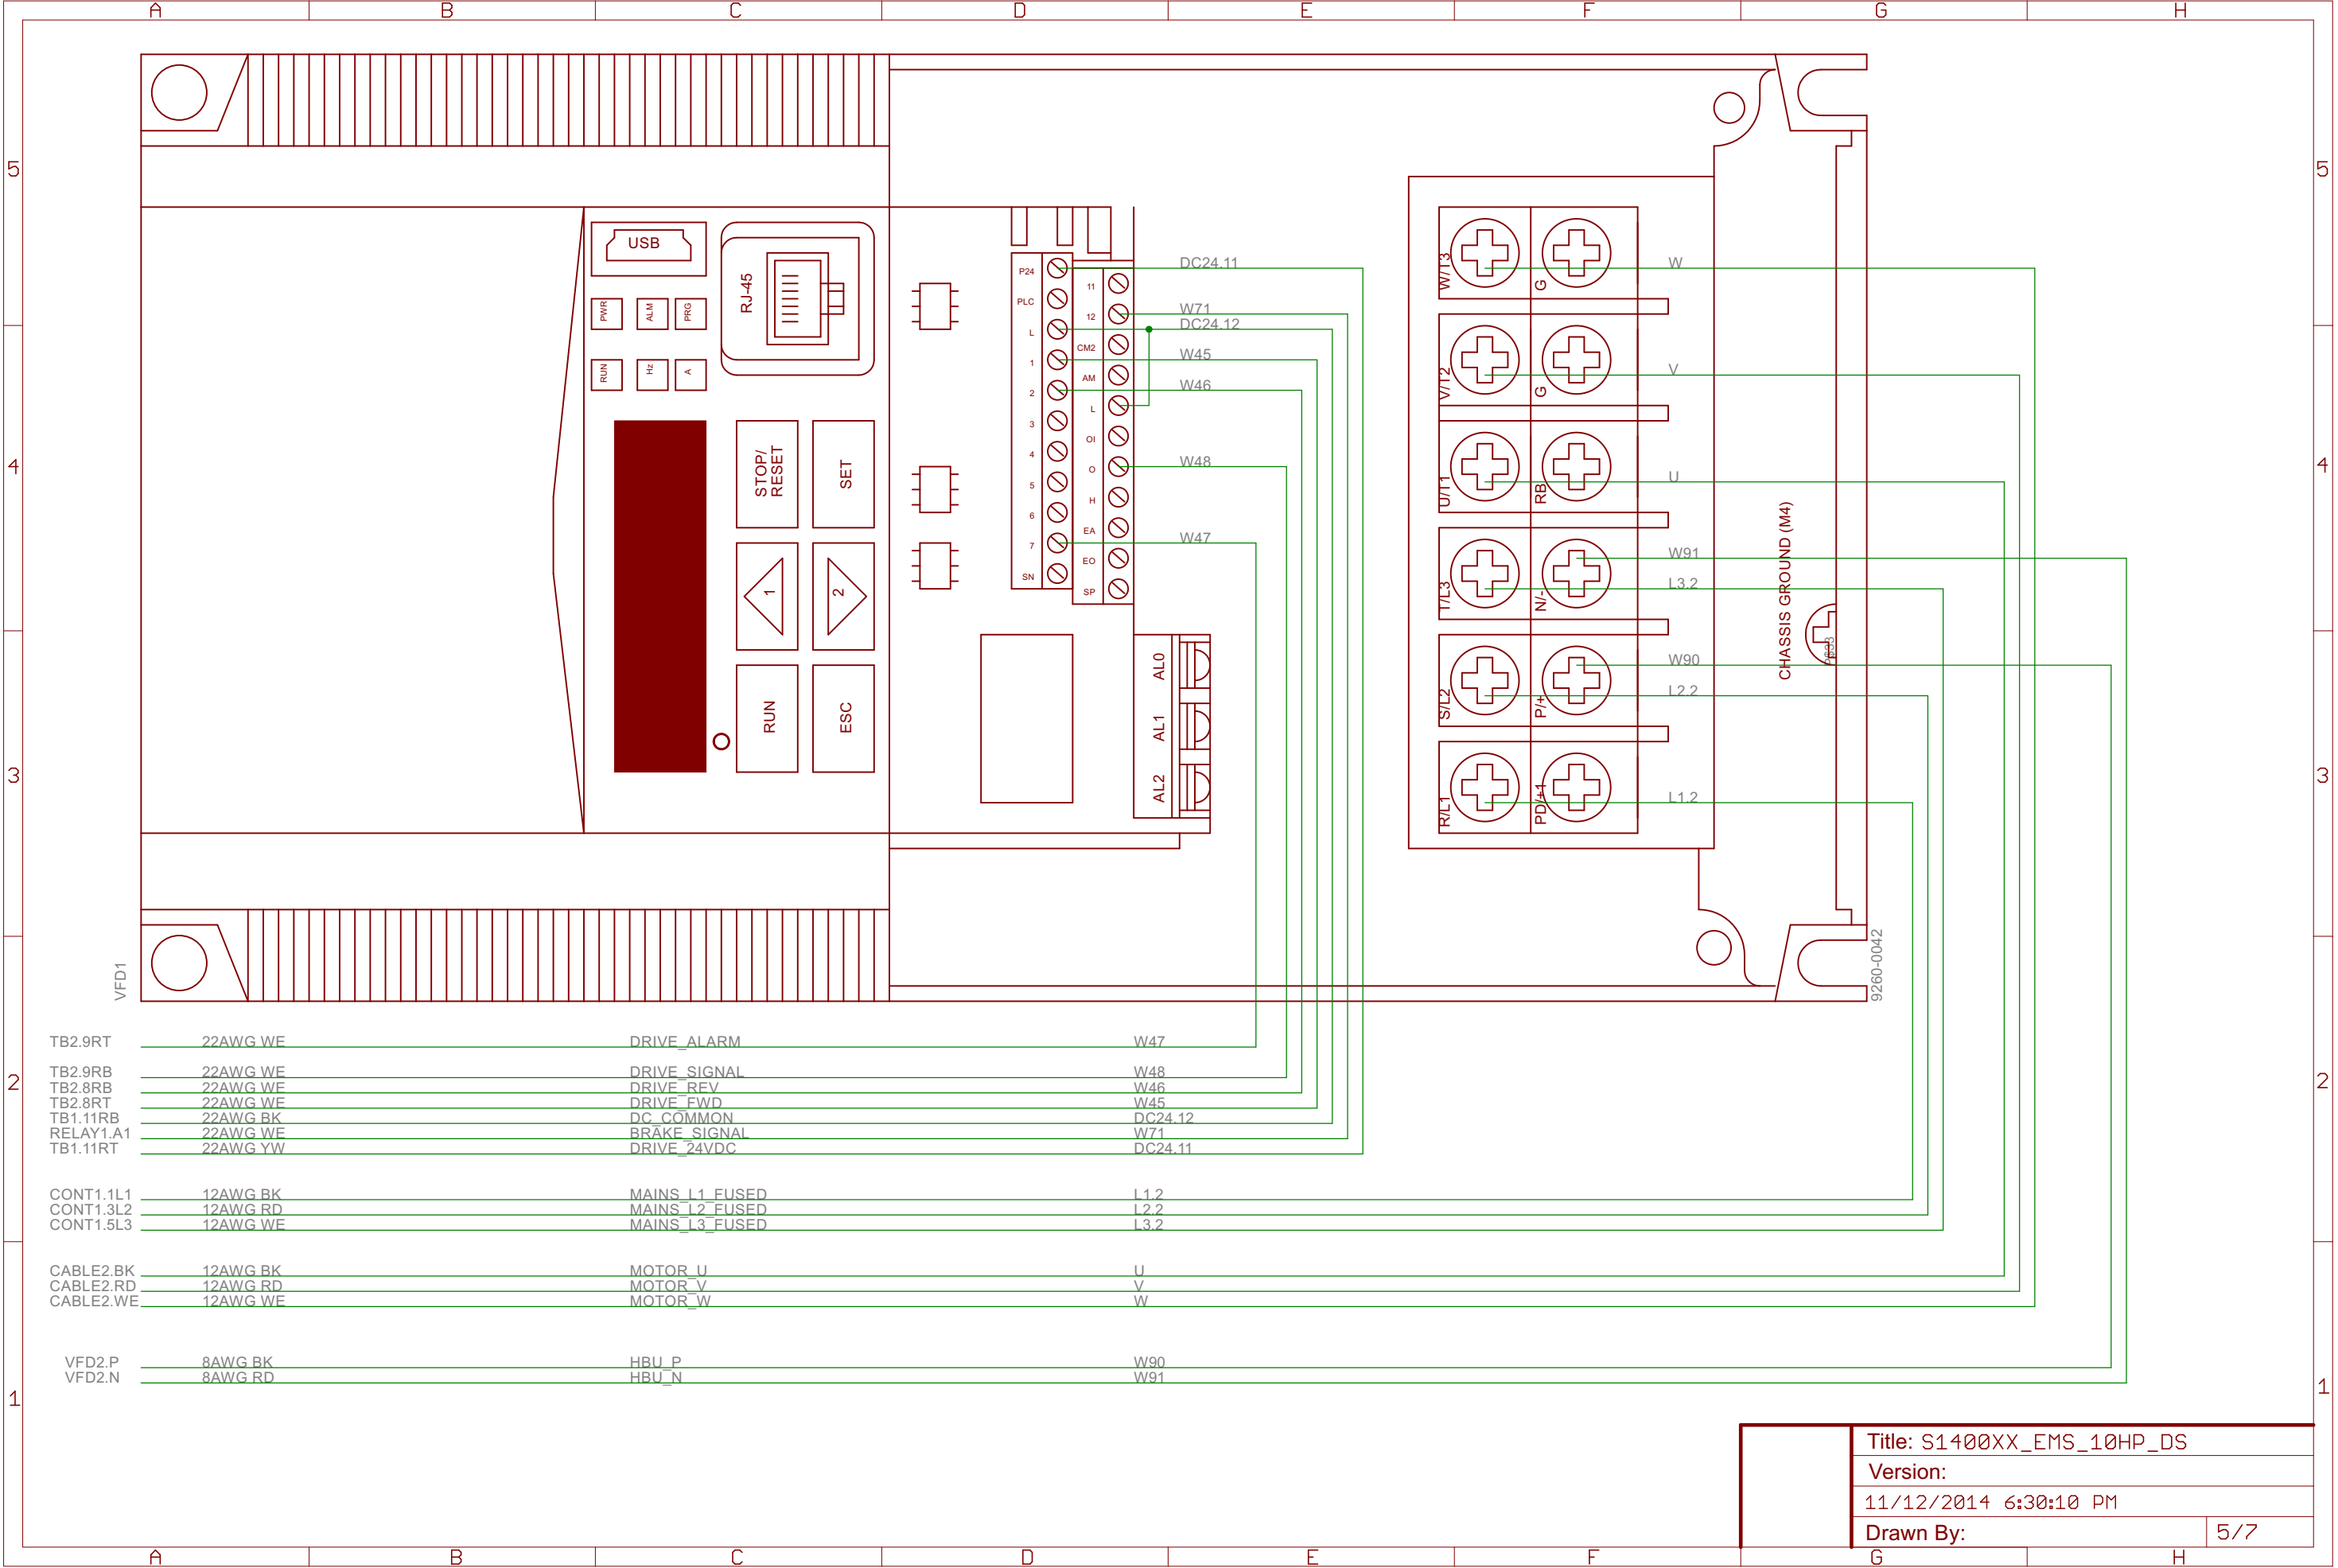 A B C D E F G H
5 5
4 4
3 3
2 2
1 1
USB
RJ-45
PWR ALM PRG
RUN Hz A
STOP/
RESET
SET
1
2
RUN
ESC
P24
PLC
L
1
2
3
4
5
6
7
SN
11
12
CM2
AM
L
OI
O
H
EA
EO
SP
AL0
AL1
AL2
DC24.11
W71
DC24.12
W45
W46
W48
W47
W/T3 G
V/T2 G
U/T1 RB
T/L3 N/-
S/L2 P/+
R/L1 PD/+1
W
V
U
W91
L3.2
W90
L2.2
L1.2
CHASSIS GROUND (M4)
VFD1
9260-0042
TB2.9RT 22AWG WE DRIVE_ALARM W47
TB2.9RB 22AWG WE DRIVE_SIGNAL W48
TB2.8RB 22AWG WE DRIVE_REV W46
TB2.8RT 22AWG WE DRIVE_FWD W45
TB1.11RB 22AWG BK DC_COMMON DC24.12
RELAY1.A1 22AWG WE BRAKE_SIGNAL W71
TB1.11RT 22AWG YW DRIVE_24VDC DC24.11
CONT1.1L1 12AWG BK MAINS_L1_FUSED L1.2
CONT1.3L2 12AWG RD MAINS_L2_FUSED L2.2
CONT1.5L3 12AWG WE MAINS_L3_FUSED L3.2
CABLE2.BK 12AWG BK MOTOR_U U
CABLE2.RD 12AWG RD MOTOR_V V
CABLE2.WE 12AWG WE MOTOR_W W
VFD2.P 8AWG BK HBU_P W90
VFD2.N 8AWG RD HBU_N W91
Title: S1400XX_EMS_10HP_DS
Version:
11/12/2014 6:30:10 PM
Drawn By: 5/7
A B C D E F G H